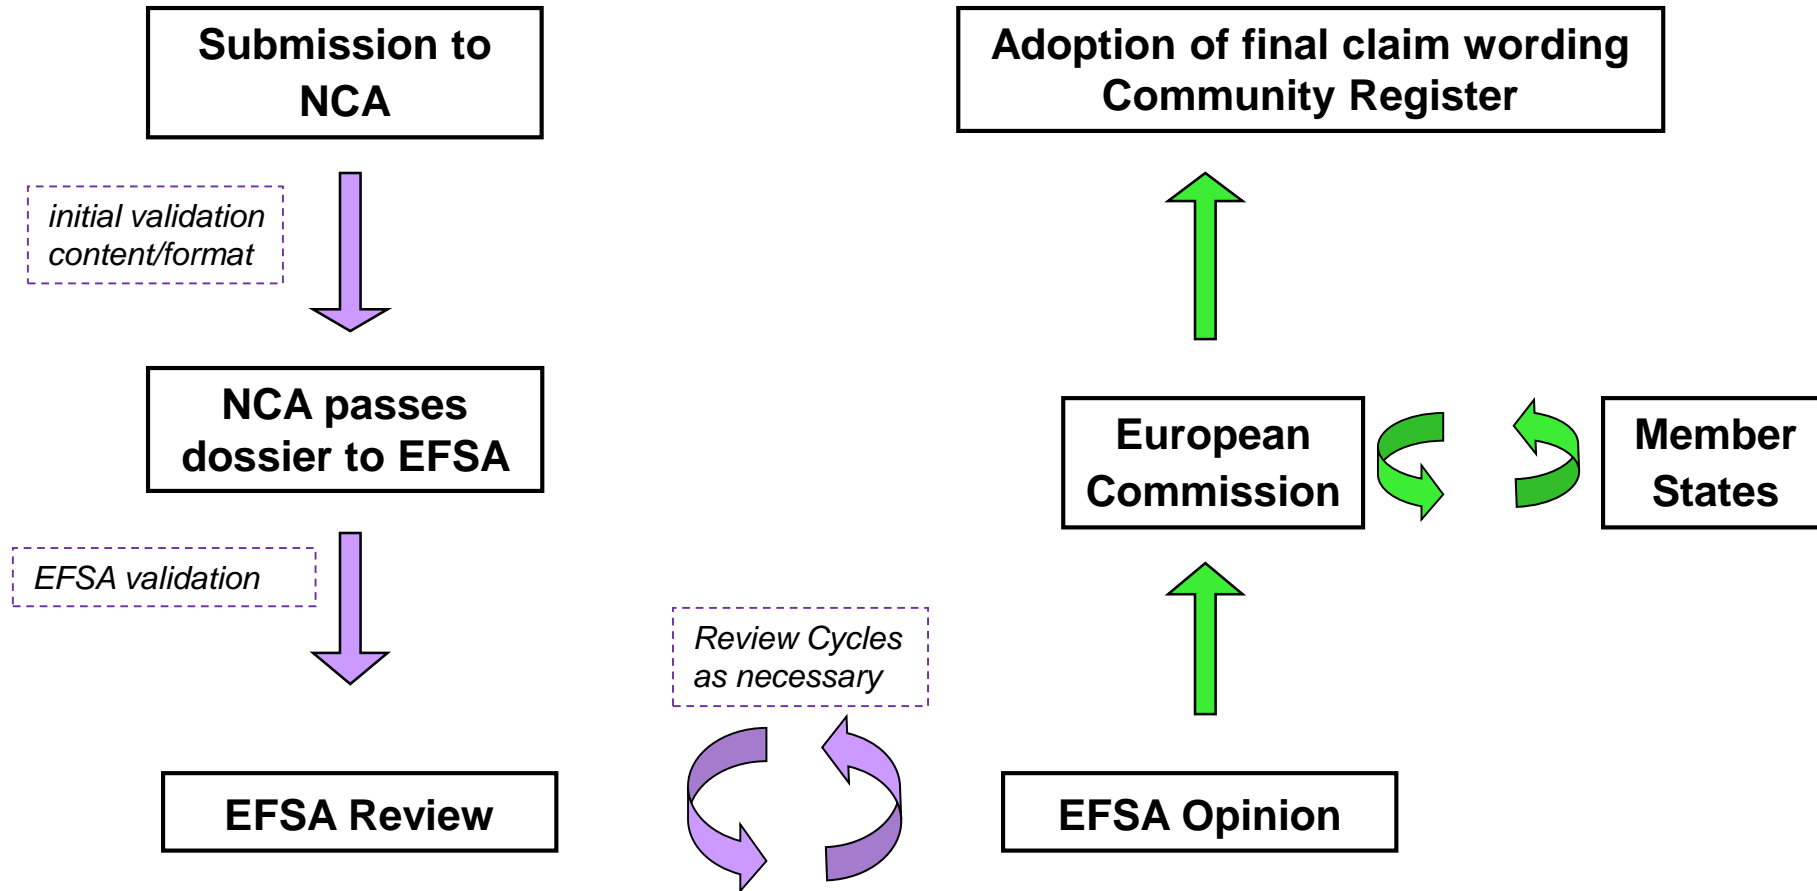 Submission to
NCA
initial validation
content/format
NCA passes
dossier to EFSA
EFSA validation
EFSA Review
Review Cycles
as necessary
EFSA Opinion
European
Commission
Member
States
Adoption of final claim wording
Community Register